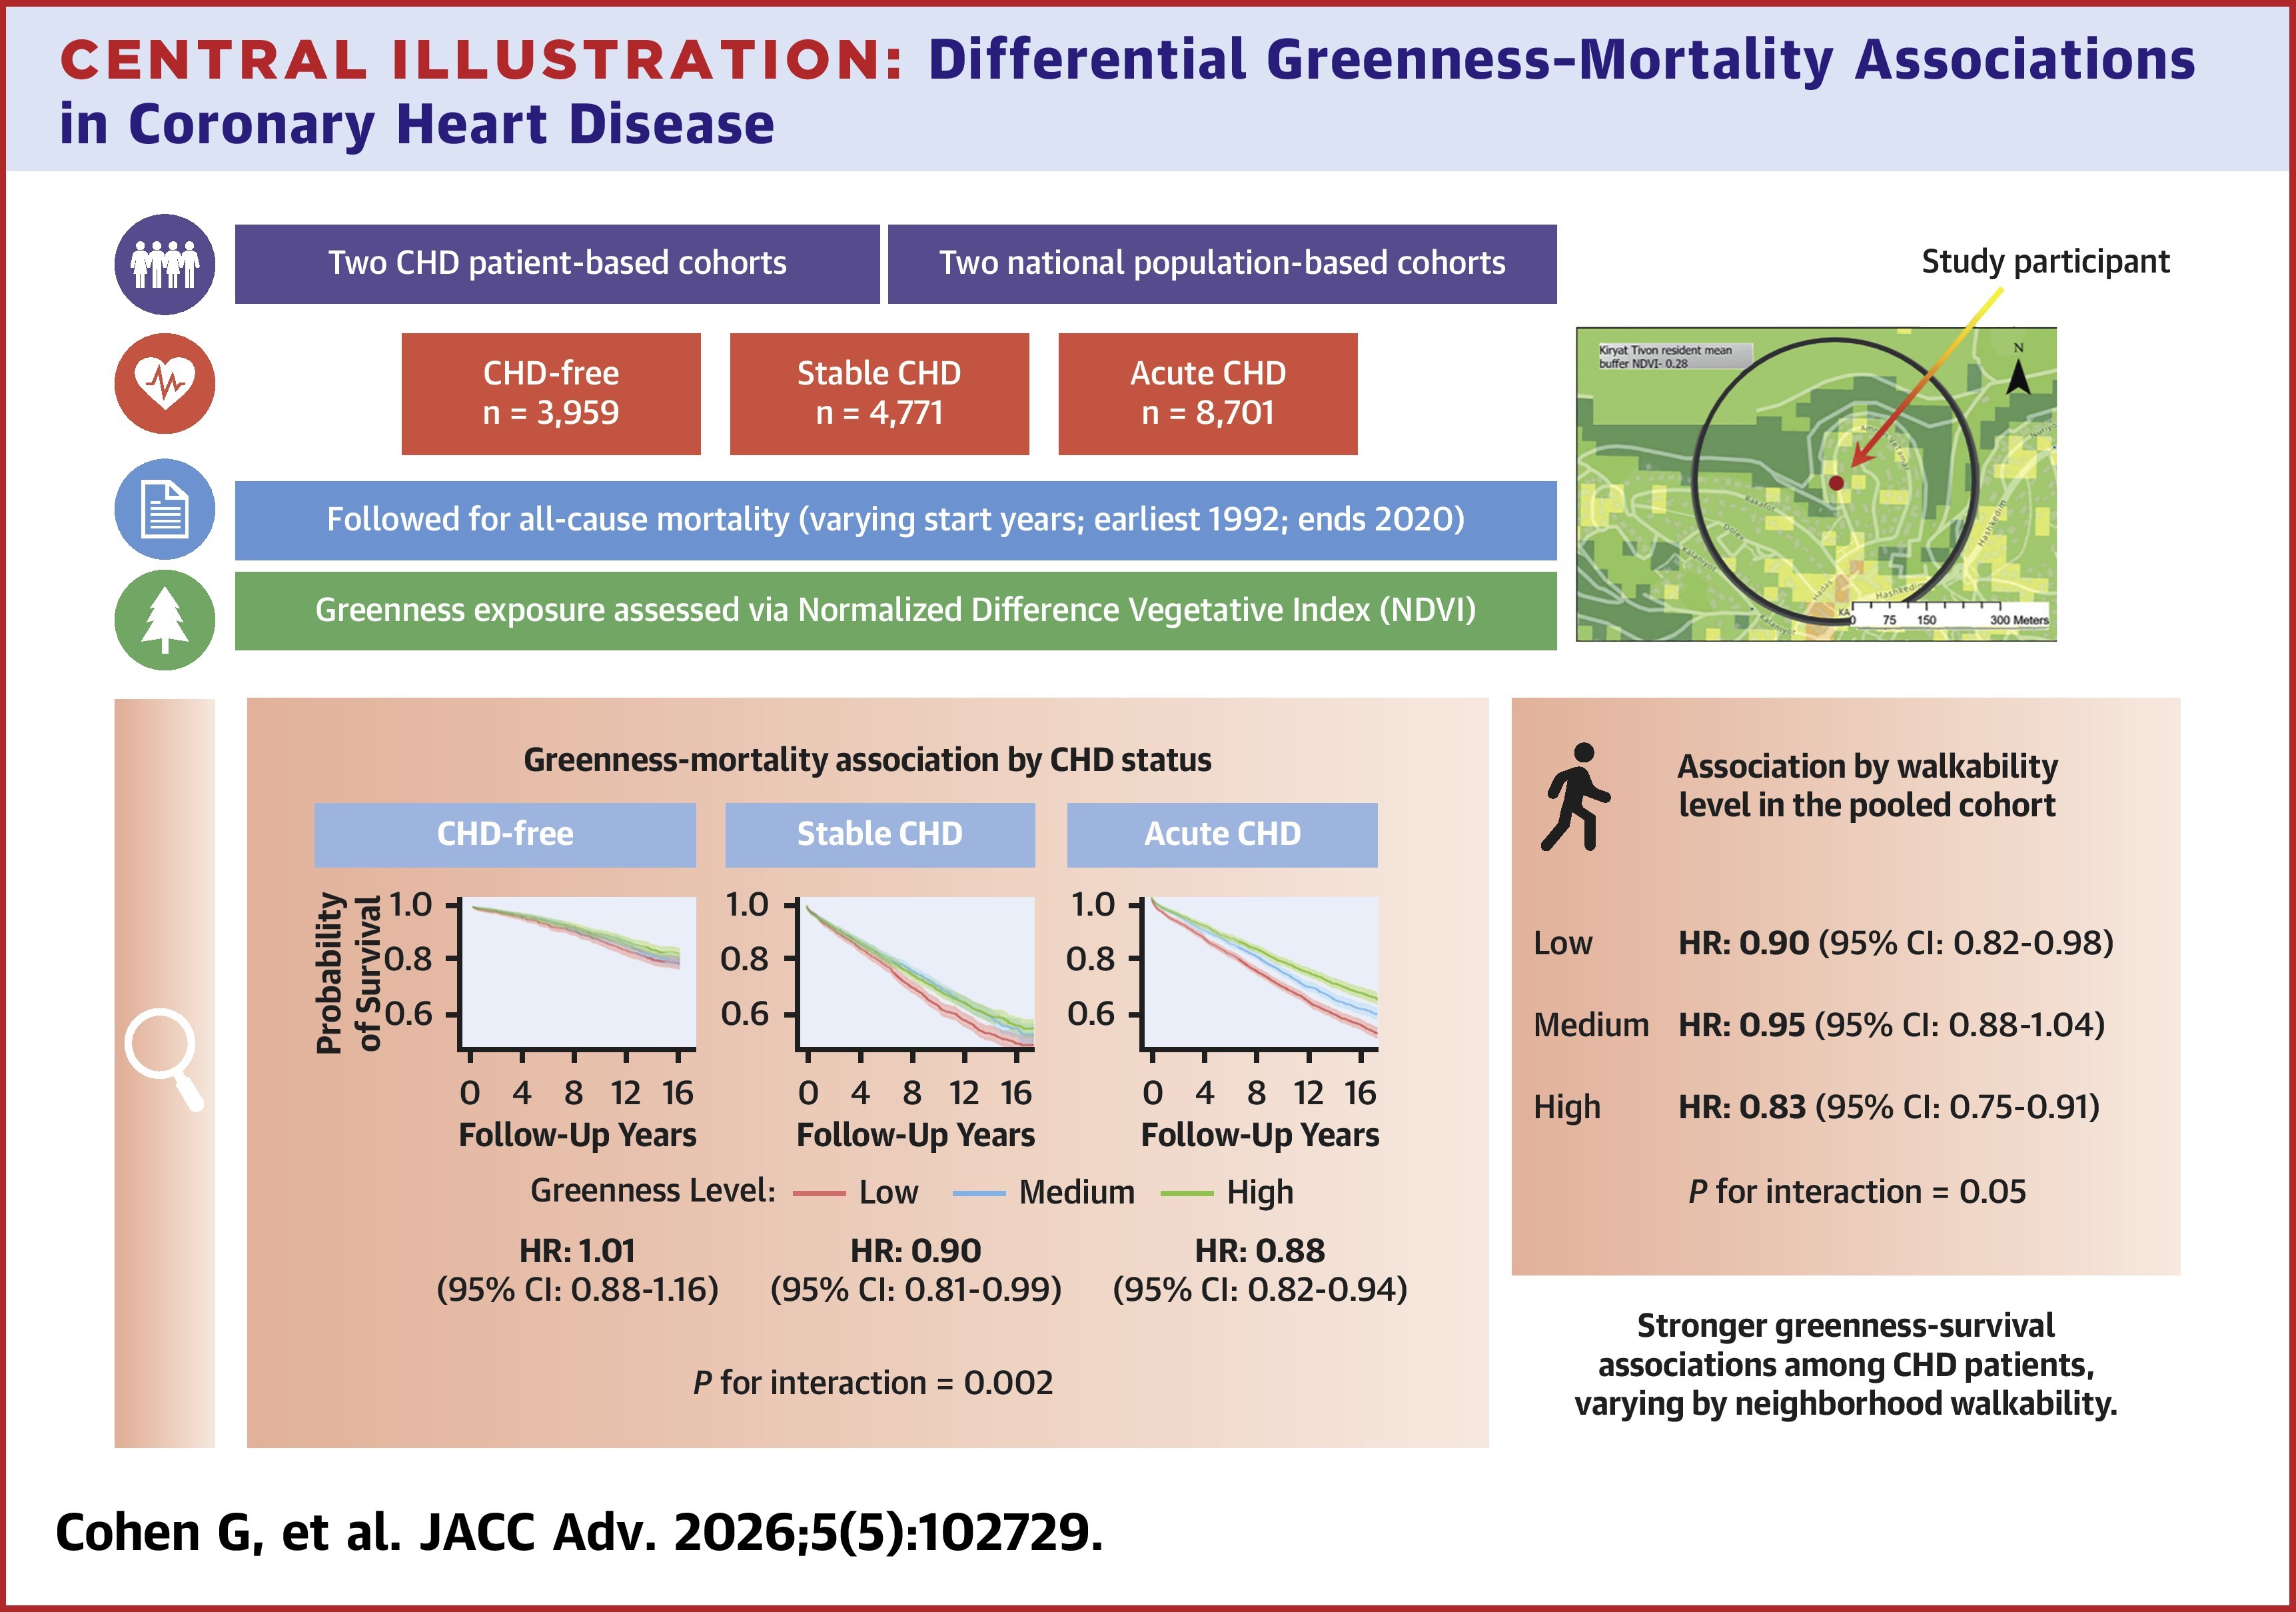 CENTRAL ILLUSTRATION: Differential Greenness-Mortality Associations
in Coronary Heart Disease
Two CHD patient-based cohorts
Two national population-based cohorts
CHD-free
n = 3,959
Stable CHD
n = 4,771
Acute CHD
n = 8,701
Followed for all-cause mortality (varying start years; earliest 1992; ends 2020)
Greenness exposure assessed via Normalized Difference Vegetative Index (NDVI)
Study participant
Kiryat Tivon resident mean
buffer NDVI- 0.28
N
Kakafot
Dorev
Kalaniyot
Hadas
Hashkedim
Hashkedim
Kalaniyot
KA
0 75 150 300 Meters
Greenness-mortality association by CHD status
CHD-free
Stable CHD
Acute CHD
Probability
of Survival
1.0
0.8
0.6
0 4 8 12 16
Follow-Up Years
1.0
0.8
0.6
0 4 8 12 16
Follow-Up Years
1.0
0.8
0.6
0 4 8 12 16
Follow-Up Years
Greenness Level: Low Medium High
HR: 1.01
(95% CI: 0.88-1.16)
HR: 0.90
(95% CI: 0.81-0.99)
HR: 0.88
(95% CI: 0.82-0.94)
P for interaction = 0.002
Association by walkability
level in the pooled cohort
Low HR: 0.90 (95% CI: 0.82-0.98)
Medium HR: 0.95 (95% CI: 0.88-1.04)
High HR: 0.83 (95% CI: 0.75-0.91)
P for interaction = 0.05
Stronger greenness-survival
associations among CHD patients,
varying by neighborhood walkability.
Cohen G, et al. JACC Adv. 2026;5(5):102729.